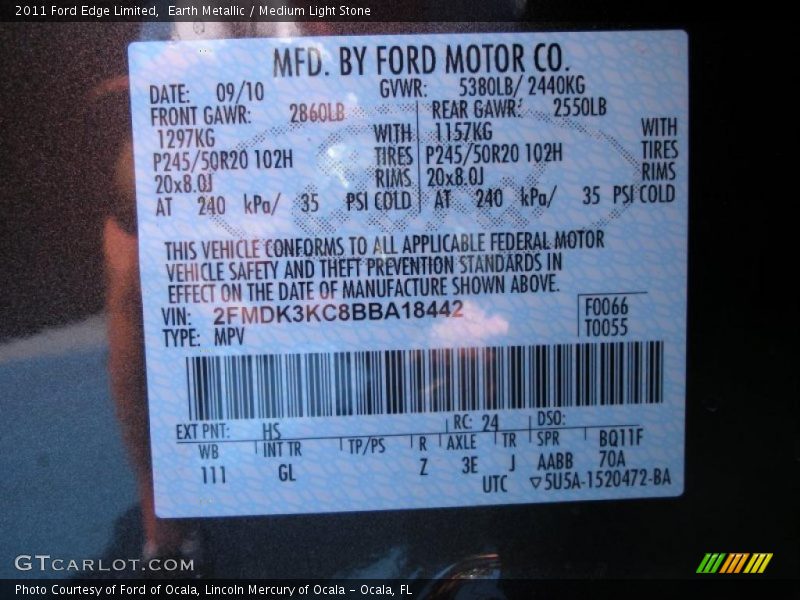 2011 Ford Edge Limited, Earth Metallic / Medium Light Stone
MFD. BY FORD MOTOR CO.
DATE: 09/10 GVWR: 5380LB/ 2440KG
FRONT GAWR: 2860LB REAR GAWR: 2550LB
1297KG WITH 1157KG WITH
P245/50R20 102H TIRES P245/50R20 102H TIRES
20x8.0J RIMS 20x8.0J RIMS
AT 240 kPa/ 35 PSI COLD AT 240 kPa/ 35 PSI COLD
THIS VEHICLE CONFORMS TO ALL APPLICABLE FEDERAL MOTOR
VEHICLE SAFETY AND THEFT PREVENTION STANDARDS IN
EFFECT ON THE DATE OF MANUFACTURE SHOWN ABOVE.
VIN: 2FMDK3KC8BBA18442 F0066
TYPE: MPV T0055
EXT PNT: HS RC: 24 DSO:
WB INT TR TP/PS R AXLE TR SPR BQ11F
111 GL Z 3E J AABB 70A
UTC ▽5U5A-1520472-BA
GTCARLOT.COM
Photo Courtesy of Ford of Ocala, Lincoln Mercury of Ocala - Ocala, FL